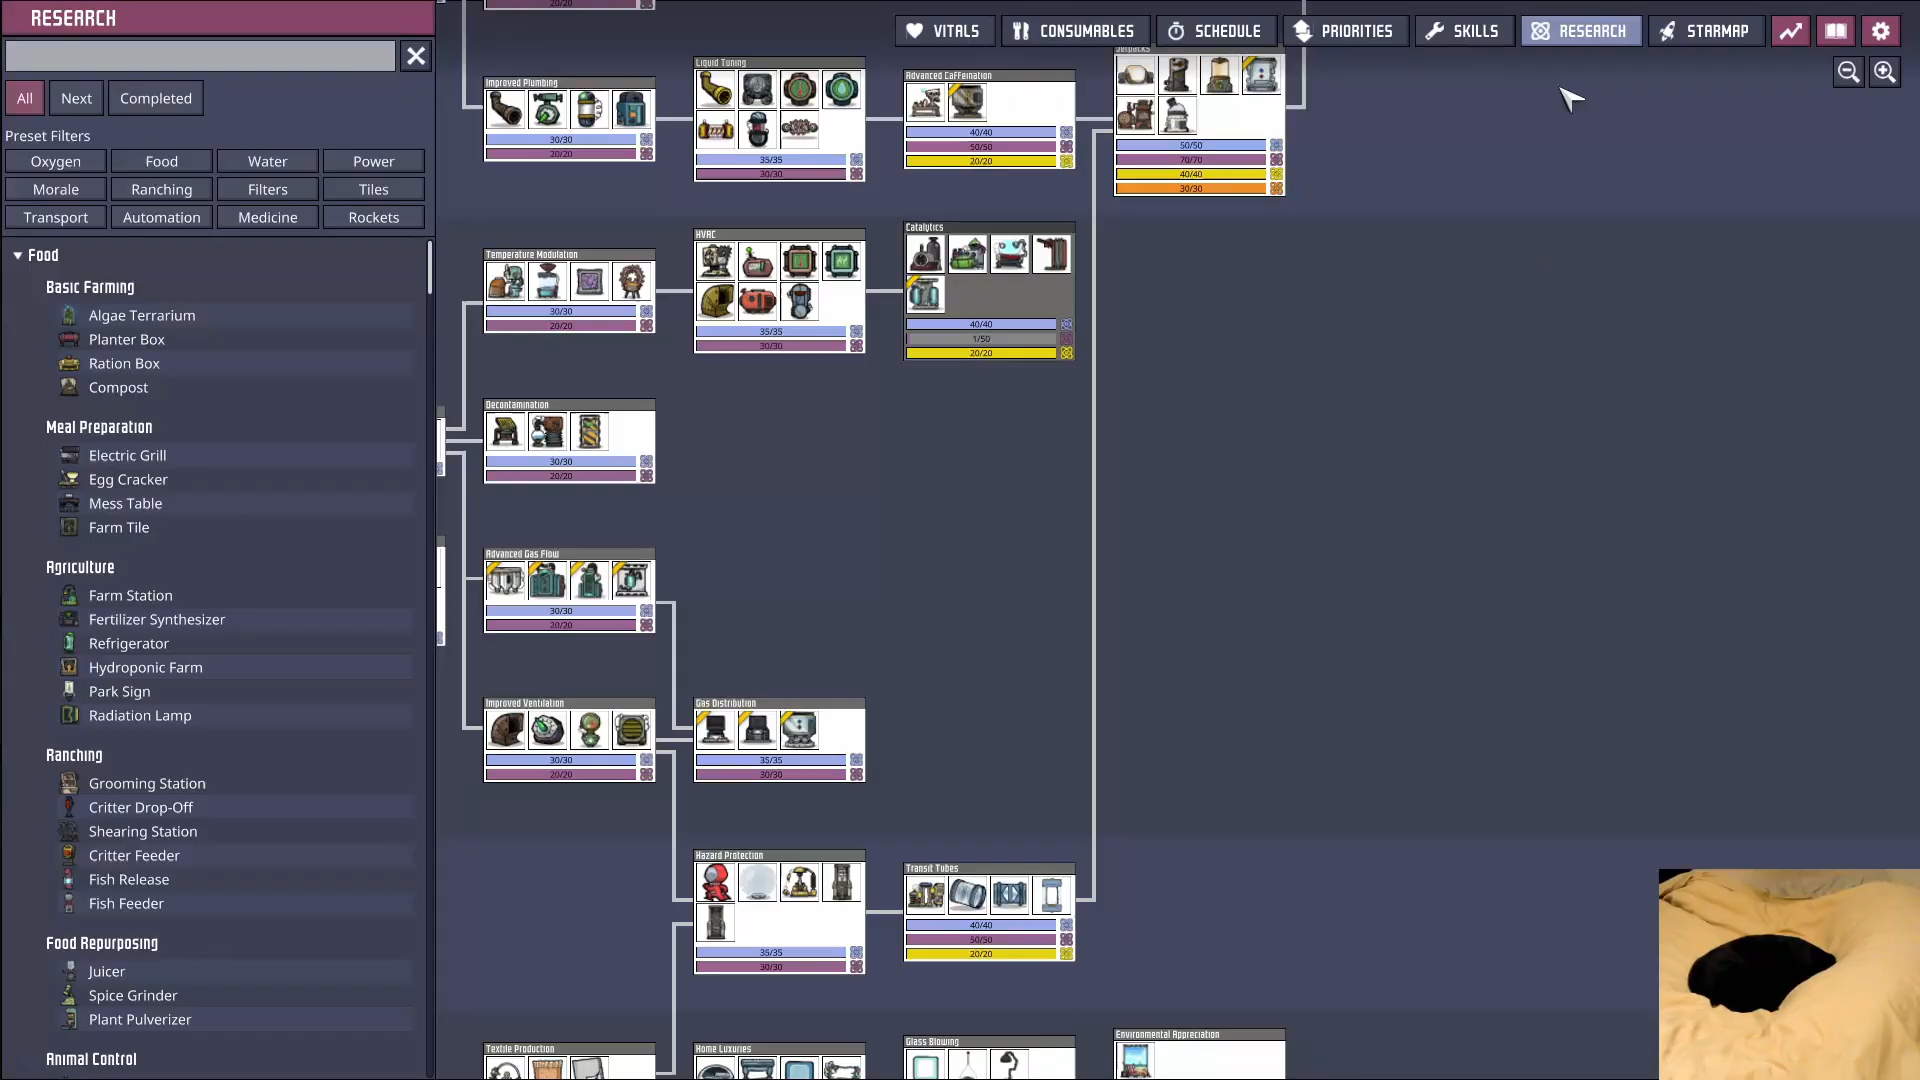 RESEARCH
VITALS
CONSUMABLES
SCHEDULE
PRIORITIES
SKILLS
RESEARCH
STARMAP
All
Next
Completed
Preset Filters
Oxygen
Food
Water
Power
Morale
Ranching
Filters
Tiles
Transport
Automation
Medicine
Rockets
Food
Basic Farming
Algae Terrarium
Planter Box
Ration Box
Compost
Meal Preparation
Electric Grill
Egg Cracker
Mess Table
Farm Tile
Agriculture
Farm Station
Fertilizer Synthesizer
Refrigerator
Hydroponic Farm
Park Sign
Radiation Lamp
Ranching
Grooming Station
Critter Drop-Off
Shearing Station
Critter Feeder
Fish Release
Fish Feeder
Food Repurposing
Juicer
Spice Grinder
Plant Pulverizer
Animal Control
20/20
Improved Plumbing
30/30
20/20
Liquid Tuning
35/35
30/30
Advanced Caffeination
40/40
50/50
20/20
Jetpacks
50/50
70/70
40/40
30/30
Temperature Modulation
30/30
20/20
HVAC
35/35
30/30
Catalytics
40/40
1/50
20/20
Decontamination
30/30
20/20
Advanced Gas Flow
30/30
20/20
Improved Ventilation
30/30
20/20
Gas Distribution
35/35
30/30
Hazard Protection
35/35
30/30
Transit Tubes
40/40
50/50
20/20
Textile Production
Home Luxuries
Glass Blowing
Environmental Appreciation